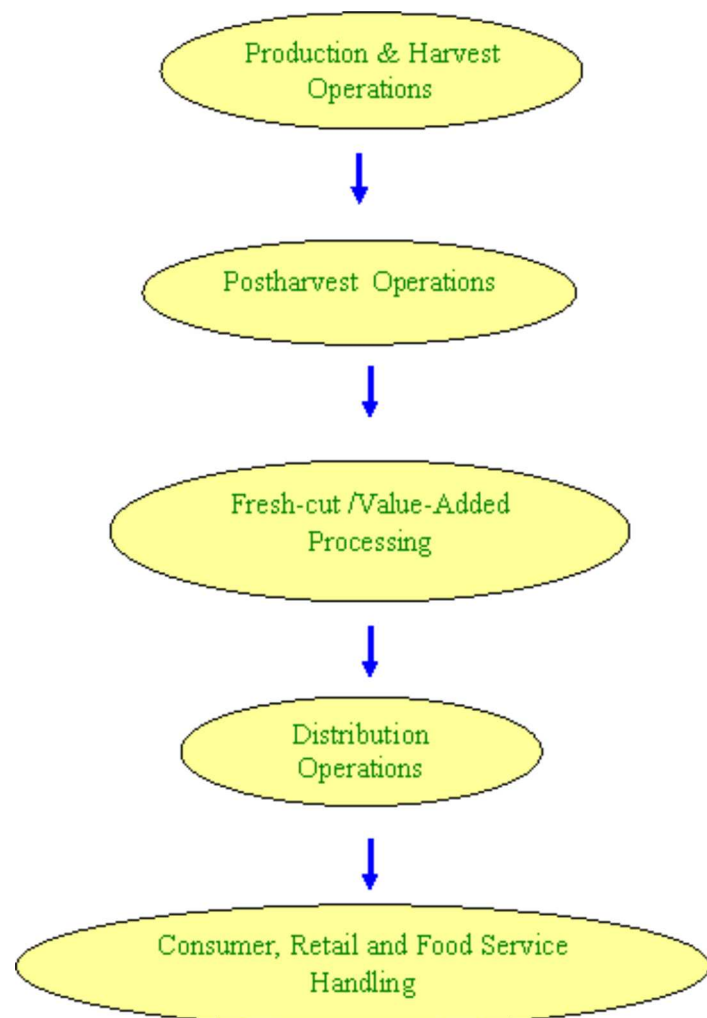 Production & Harvest
Operations
Postharvest Operations
Fresh-cut /Value-Added
Processing
Distribution
Operations
Consumer, Retail and Food Service
Handling